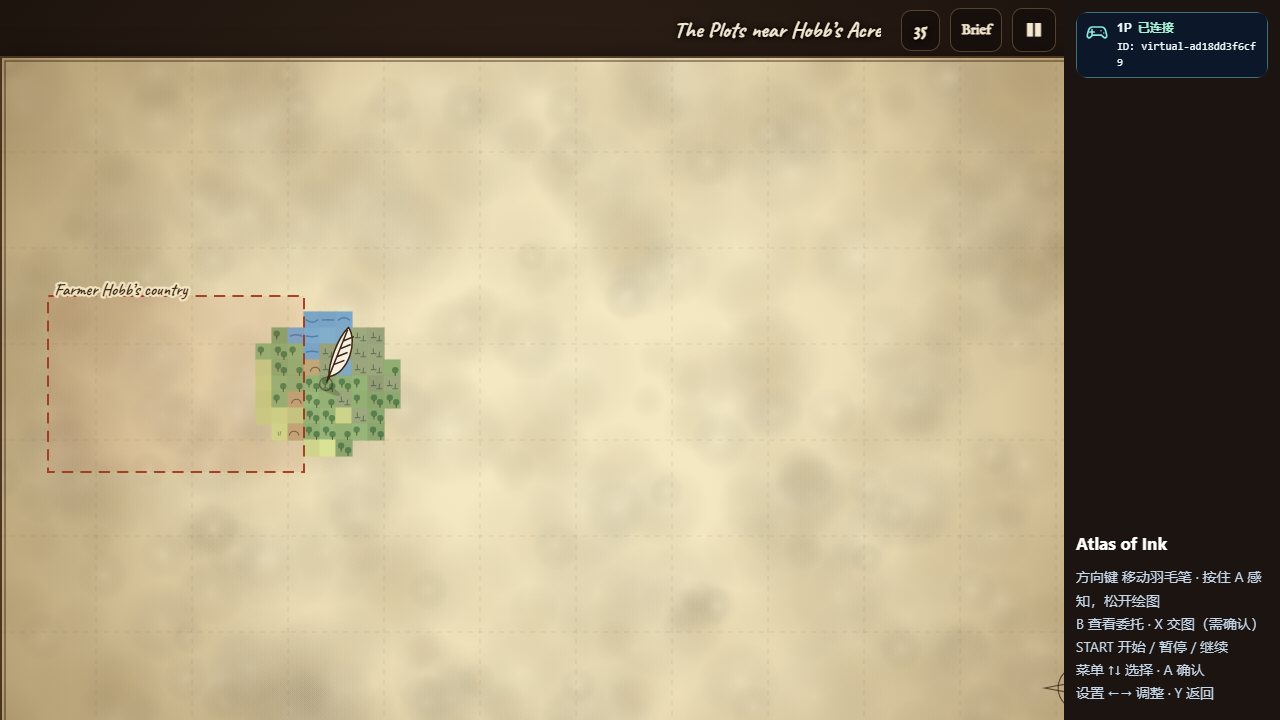 The Plots near Hobb's Acre
35
Brief
1P 已连接
ID: virtual-ad18dd3f6cf
9
Farmer Hobb's country
Atlas of Ink
方向键 移动羽毛笔 · 按住 A 感
知，松开绘图
B 查看委托 · X 交图（需确认）
START 开始 / 暂停 / 继续
菜单 ↑↓ 选择 · A 确认
设置 ←→ 调整 · Y 返回